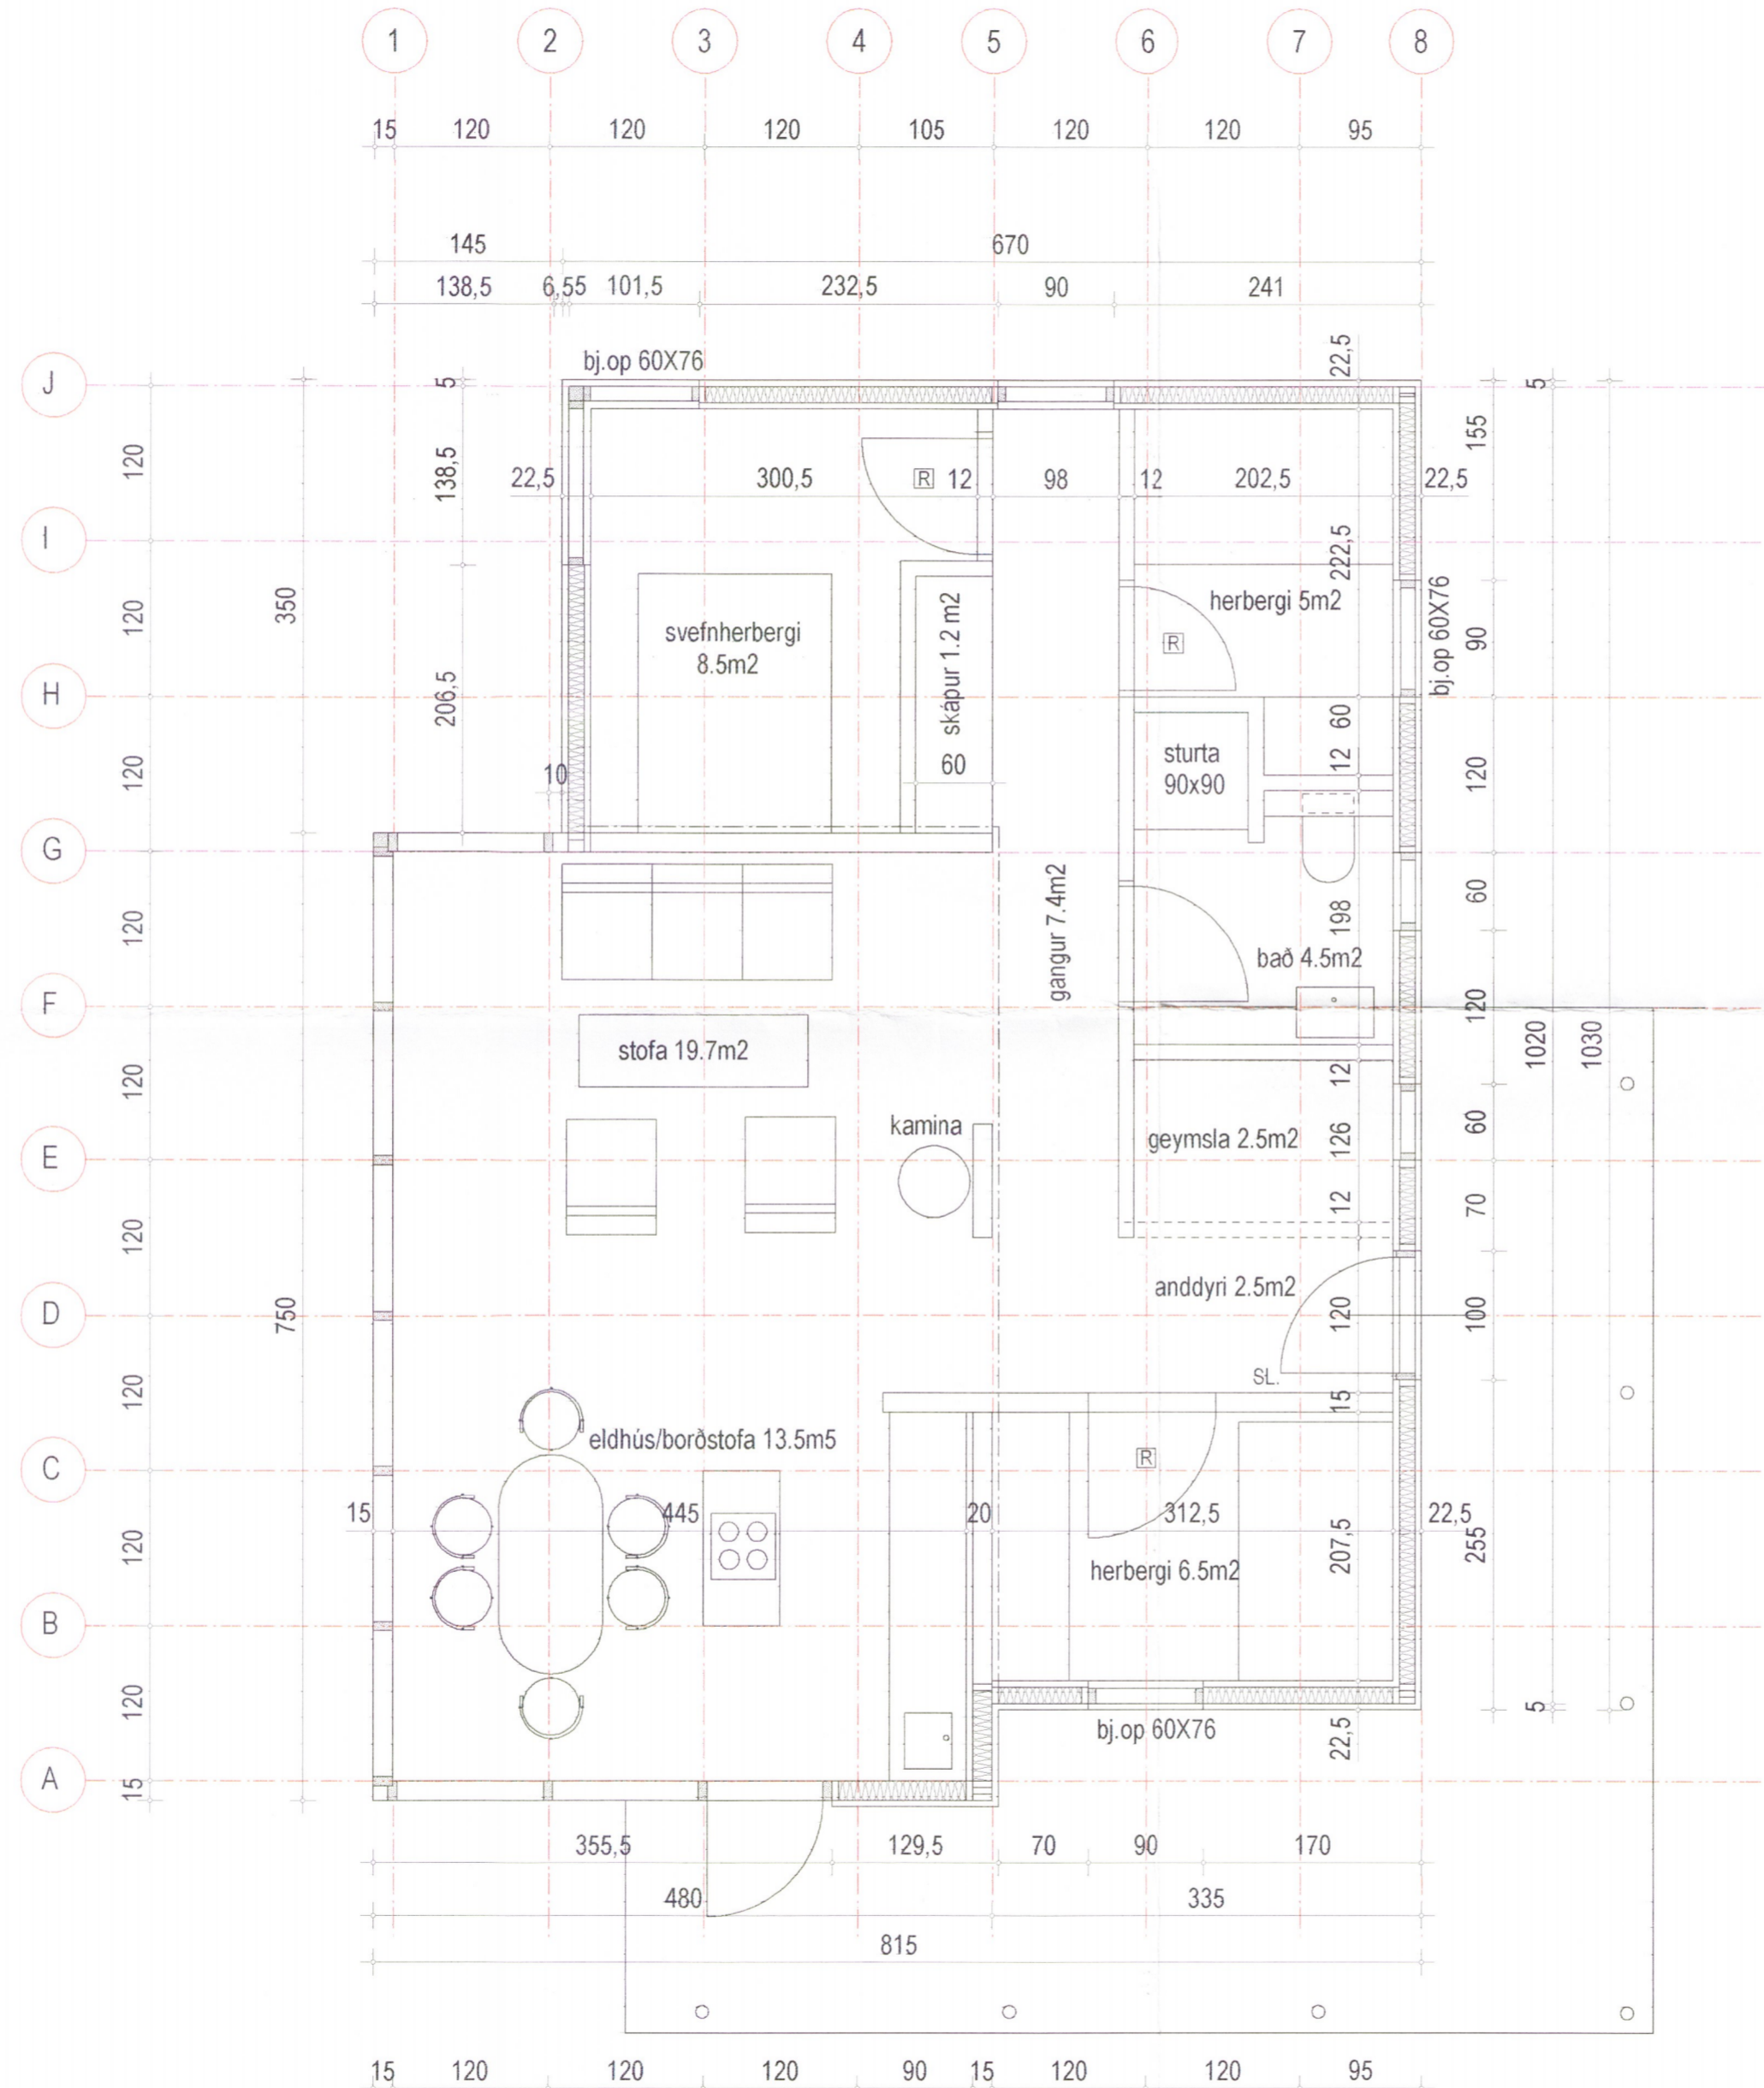 1 2 3 4 5 6 7 8
15 120 120 120 105 120 120 95
145 670
138,5 6,55 101,5 232,5 90 241
bj.op 60X76
22,5
J
5
5
120
138,5
155
22,5 300,5 R 12 98 12 202,5 22,5
I
222,5
350
120
svefnherbergi
8.5m2
skápur 1.2 m2
herbergi 5m2
R
bj.op 60X76
90
H
206,5
60
120
10
60
sturta
90x90
12
120
G
120
gangur 7.4m2
60
198
bað 4.5m2
F
120
1020
1030
120
stofa 19.7m2
12
kamina
60
E
geymsla 2.5m2
126
120
12
70
anddyri 2.5m2
D
750
120
100
SL.
120
15
eldhús/borðstofa 13.5m5
C
R
15 445 20 312,5 22,5
120
207,5
255
herbergi 6.5m2
B
120
5
bj.op 60X76
22,5
A
15
355,5 129,5 70 90 170
480 335
815
15 120 120 120 90 15 120 120 95